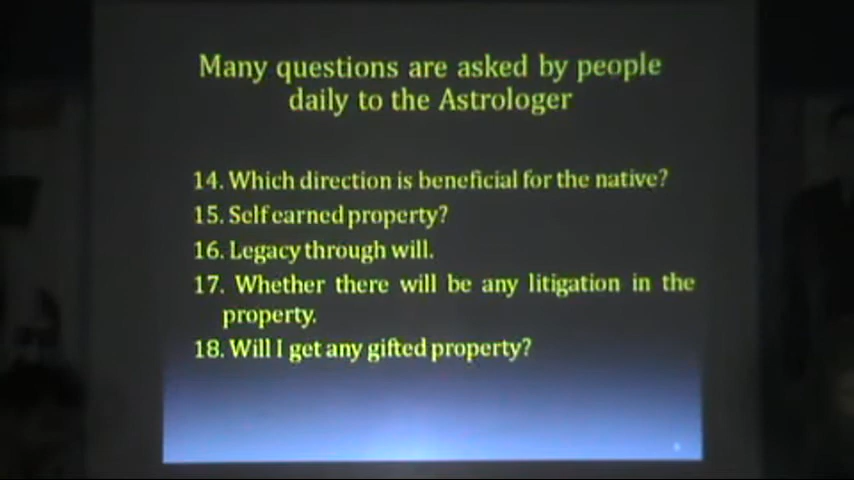 Many questions are asked by people
daily to the Astrologer
14. Which direction is beneficial for the native?
15. Self earned property?
16. Legacy through will.
17. Whether there will be any litigation in the
property.
18. Will I get any gifted property?